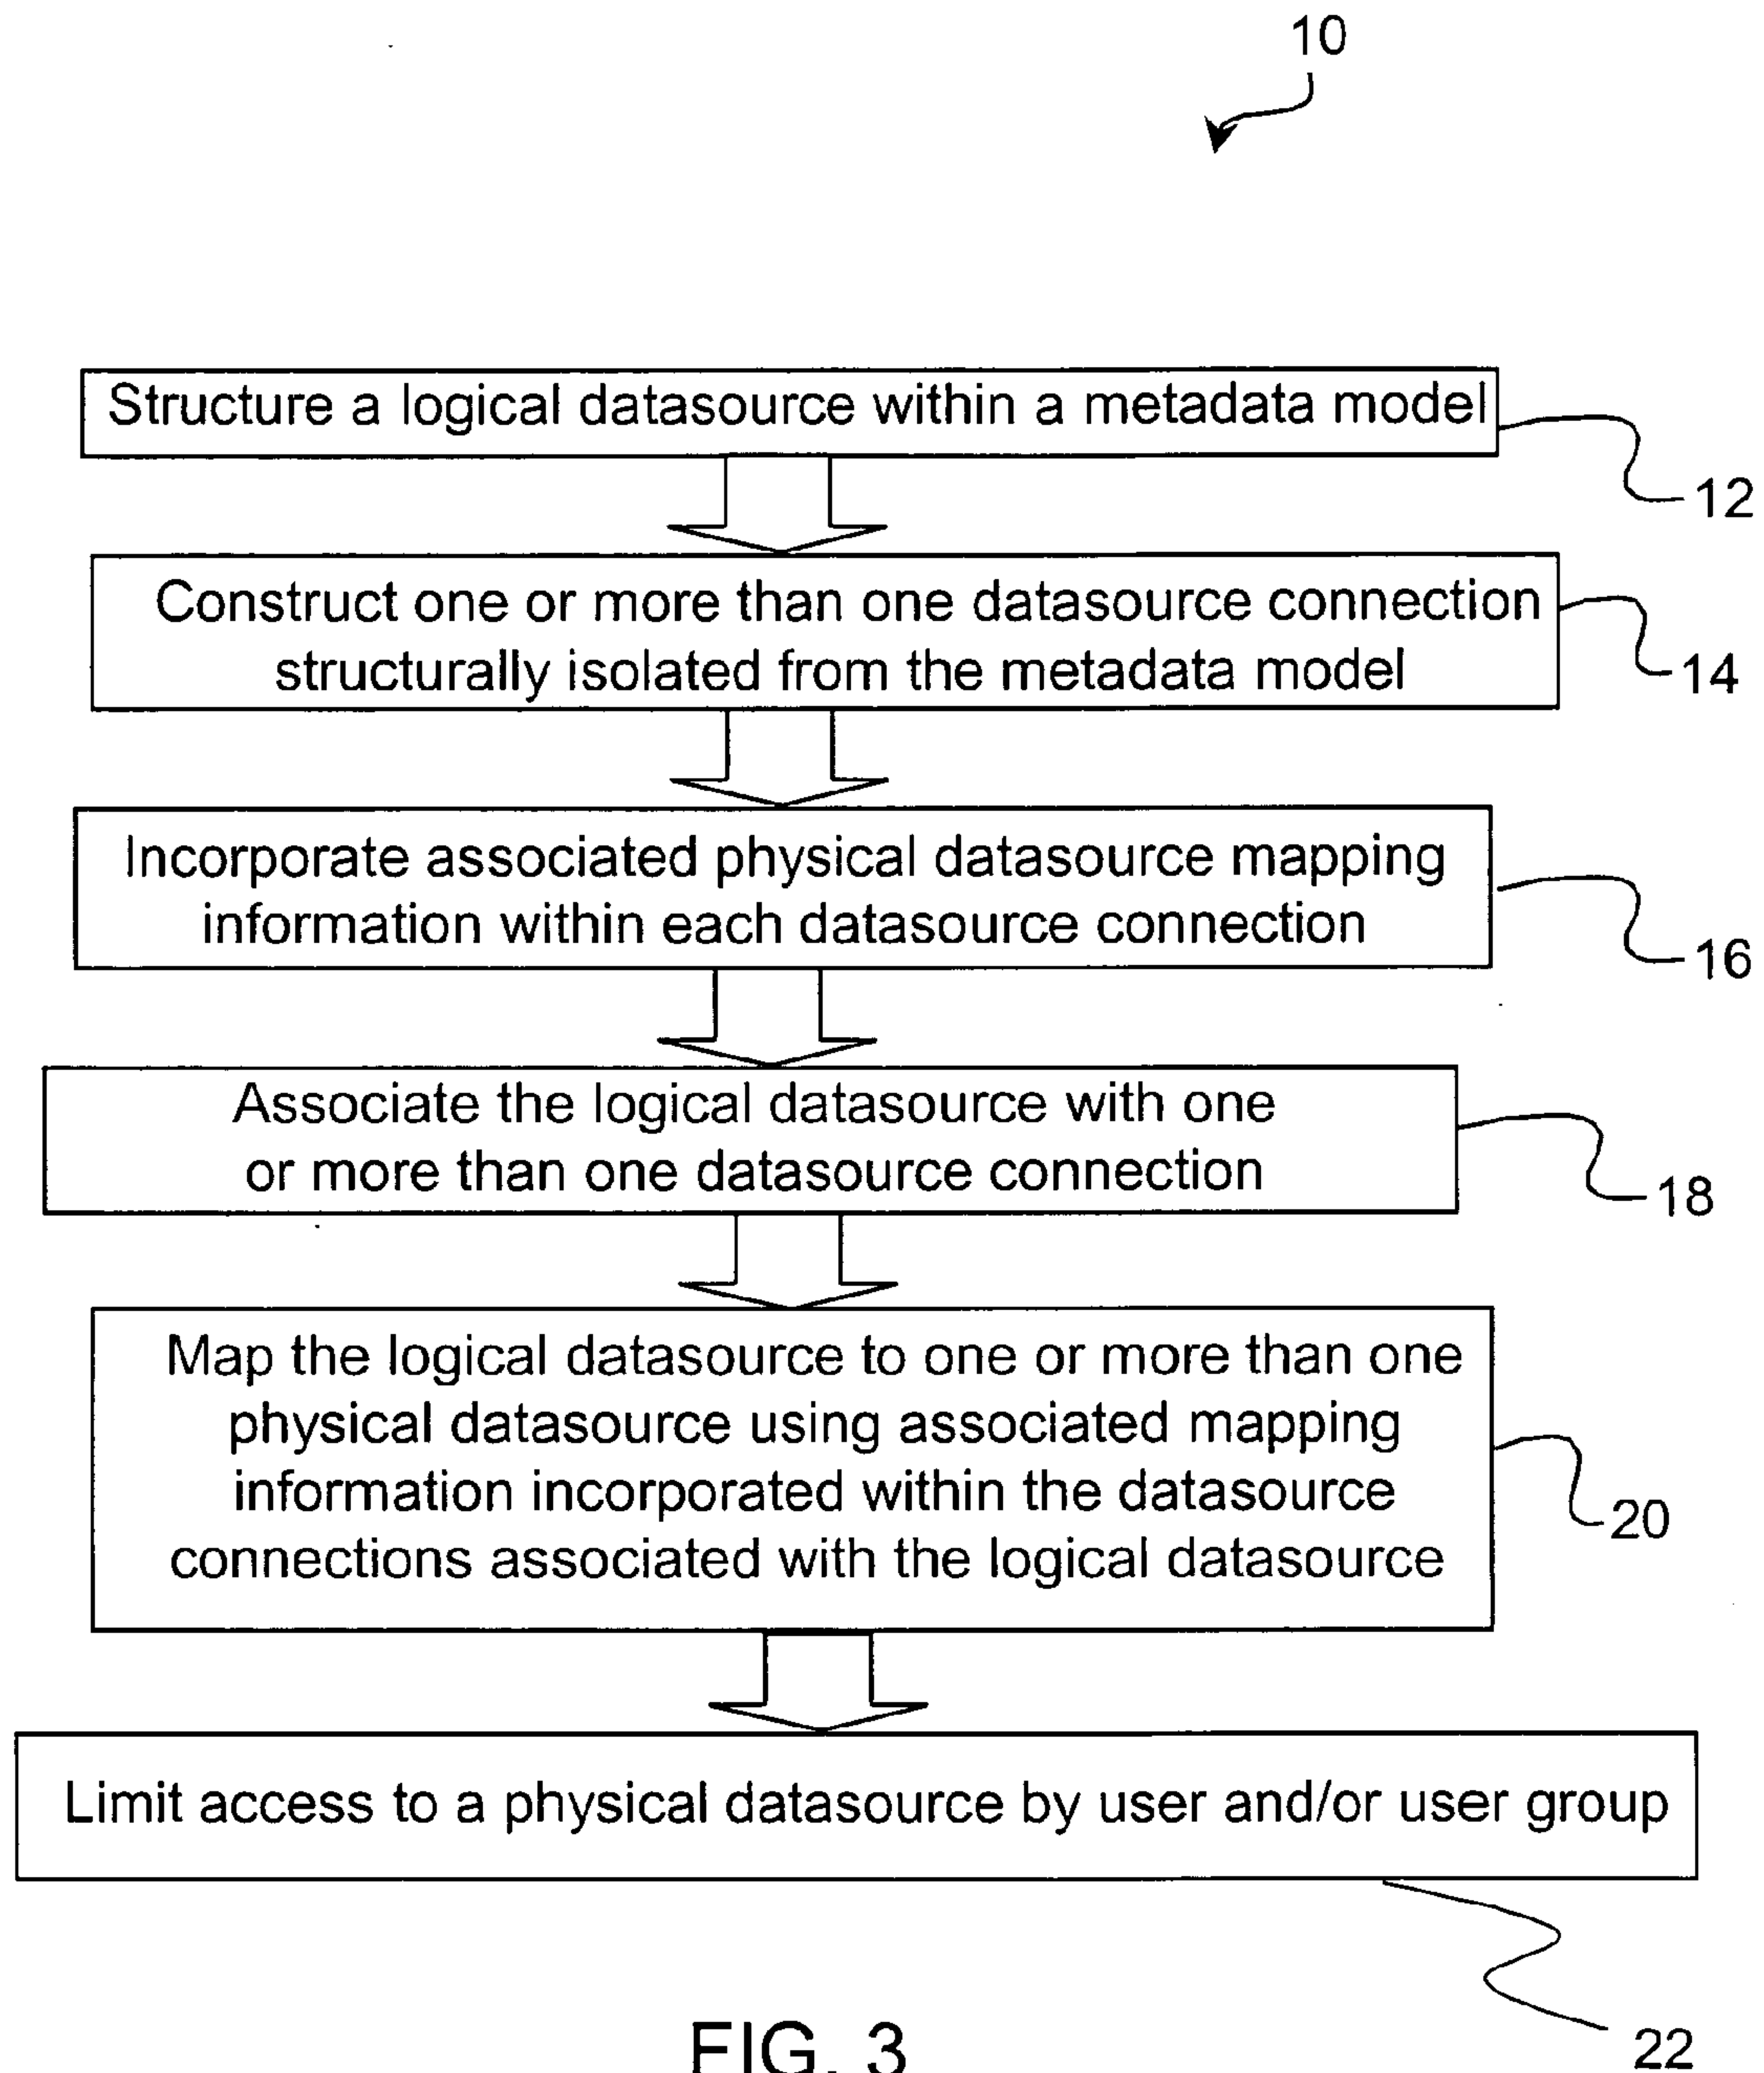 10
Structure a logical datasource within a metadata model
12
Construct one or more than one datasource connection
structurally isolated from the metadata model
14
Incorporate associated physical datasource mapping
information within each datasource connection
16
Associate the logical datasource with one
or more than one datasource connection
18
Map the logical datasource to one or more than one
physical datasource using associated mapping
information incorporated within the datasource
connections associated with the logical datasource
20
Limit access to a physical datasource by user and/or user group
22
FIG. 3